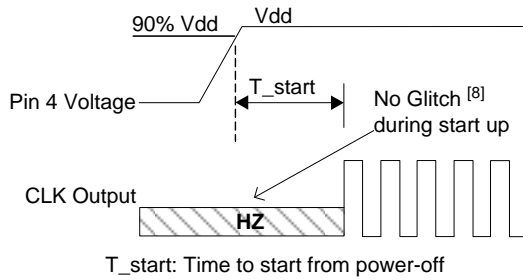 90% Vdd
Vdd
T_start
Pin 4 Voltage
No Glitch [8]
during start up
CLK Output
HZ
T_start: Time to start from power-off